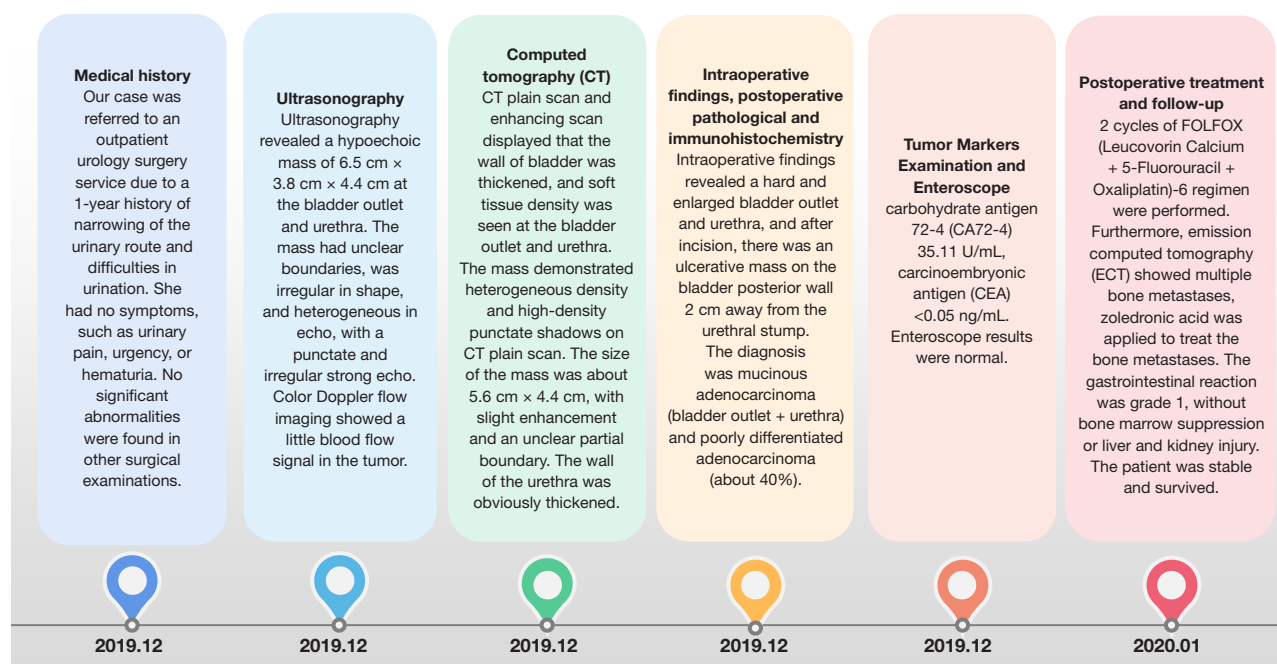 Medical history
Our case was
referred to an
outpatient
urology surgery
service due to a
1-year history of
narrowing of the
urinary route and
difficulties in
urination. She
had no symptoms,
such as urinary
pain, urgency, or
hematuria. No
significant
abnormalities
were found in
other surgical
examinations.
Ultrasonography
Ultrasonography
revealed a hypoechoic
mass of 6.5 cm ×
3.8 cm × 4.4 cm at
the bladder outlet
and urethra. The
mass had unclear
boundaries, was
irregular in shape,
and heterogeneous in
echo, with a
punctate and
irregular strong echo.
Color Doppler flow
imaging showed a
little blood flow
signal in the tumor.
Computed
tomography (CT)
CT plain scan and
enhancing scan
displayed that the
wall of bladder was
thickened, and soft
tissue density was
seen at the bladder
outlet and urethra.
The mass demonstrated
heterogeneous density
and high-density
punctate shadows on
CT plain scan. The size
of the mass was about
5.6 cm × 4.4 cm, with
slight enhancement
and an unclear partial
boundary. The wall
of the urethra was
obviously thickened.
Intraoperative
findings, postoperative
pathological and
immunohistochemistry
Intraoperative findings
revealed a hard and
enlarged bladder outlet
and urethra, and after
incision, there was an
ulcerative mass on the
bladder posterior wall
2 cm away from the
urethral stump.
The diagnosis
was mucinous
adenocarcinoma
(bladder outlet + urethra)
and poorly differentiated
adenocarcinoma
(about 40%).
Tumor Markers
Examination and
Enteroscope
carbohydrate antigen
72-4 (CA72-4)
35.11 U/mL,
carcinoembryonic
antigen (CEA)
<0.05 ng/mL.
Enteroscope results
were normal.
Postoperative treatment
and follow-up
2 cycles of FOLFOX
(Leucovorin Calcium
+ 5-Fluorouracil +
Oxaliplatin)-6 regimen
were performed.
Furthermore, emission
computed tomography
(ECT) showed multiple
bone metastases,
zoledronic acid was
applied to treat the
bone metastases. The
gastrointestinal reaction
was grade 1, without
bone marrow suppression
or liver and kidney injury.
The patient was stable
and survived.
2019.12
2019.12
2019.12
2019.12
2019.12
2020.01